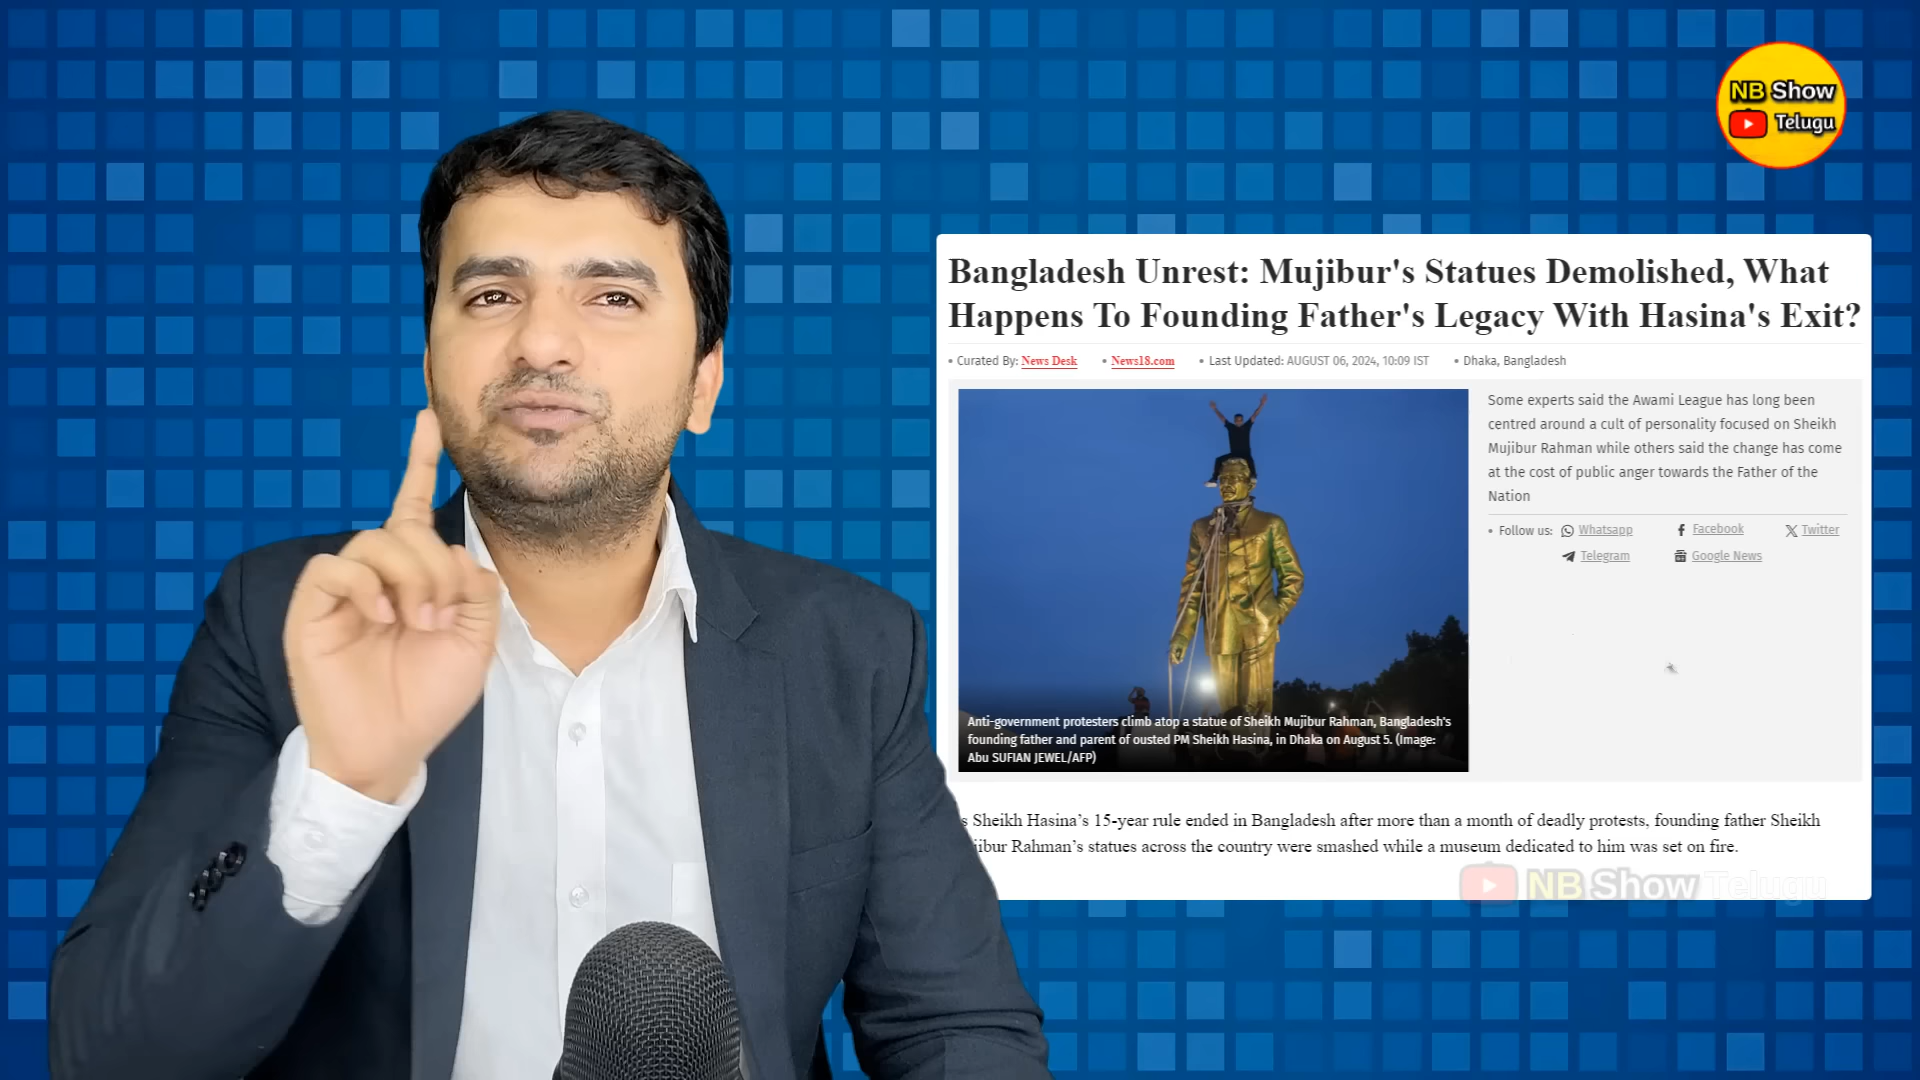 NB Show
Telugu
Bangladesh Unrest: Mujibur's Statues Demolished, What
Happens To Founding Father's Legacy With Hasina's Exit?
• Curated By: News Desk • News18.com • Last Updated: AUGUST 06, 2024, 10:09 IST • Dhaka, Bangladesh
Some experts said the Awami League has long been
centred around a cult of personality focused on Sheikh
Mujibur Rahman while others said the change has come
at the cost of public anger towards the Father of the
Nation
• Follow us: Whatsapp Facebook Twitter
Telegram Google News
Anti-government protesters climb atop a statue of Sheikh Mujibur Rahman, Bangladesh's
founding father and parent of ousted PM Sheikh Hasina, in Dhaka on August 5. (Image:
Abu SUFIAN JEWEL/AFP)
s Sheikh Hasina's 15-year rule ended in Bangladesh after more than a month of deadly protests, founding father Sheikh
jibur Rahman's statues across the country were smashed while a museum dedicated to him was set on fire.
NB Show Telugu